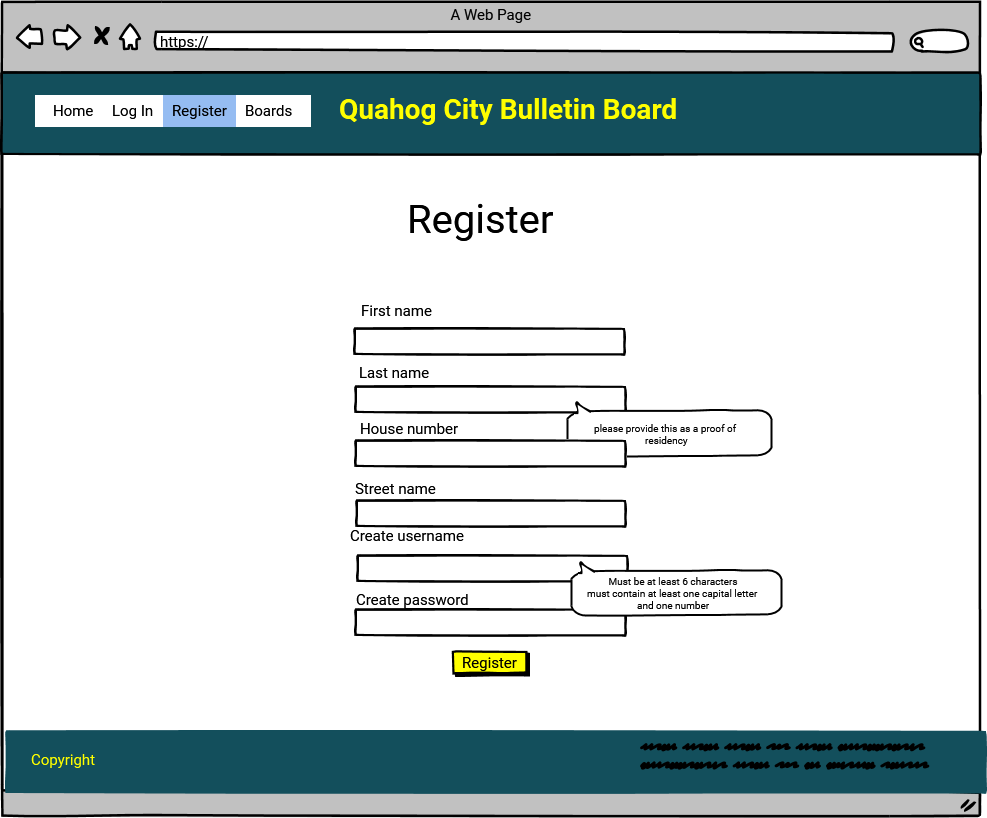 A Web Page
https://
Home Log In Register Boards
Quahog City Bulletin Board
Register
First name
Last name
please provide this as a proof of
residency
House number
Street name
Create username
Must be at least 6 characters
must contain at least one capital letter
and one number
Create password
Register
Copyright